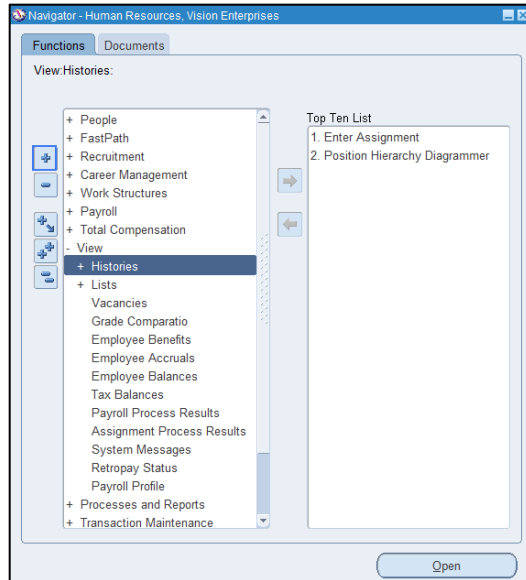 Navigator - Human Resources, Vision Enterprises
Functions
Documents
View:Histories:
+ People
+ FastPath
+ Recruitment
+ Career Management
+ Work Structures
+ Payroll
+ Total Compensation
- View
+ Histories
+ Lists
Vacancies
Grade Comparatio
Employee Benefits
Employee Accruals
Employee Balances
Tax Balances
Payroll Process Results
Assignment Process Results
System Messages
Retropay Status
Payroll Profile
+ Processes and Reports
+ Transaction Maintenance
Top Ten List
1. Enter Assignment
2. Position Hierarchy Diagrammer
Open